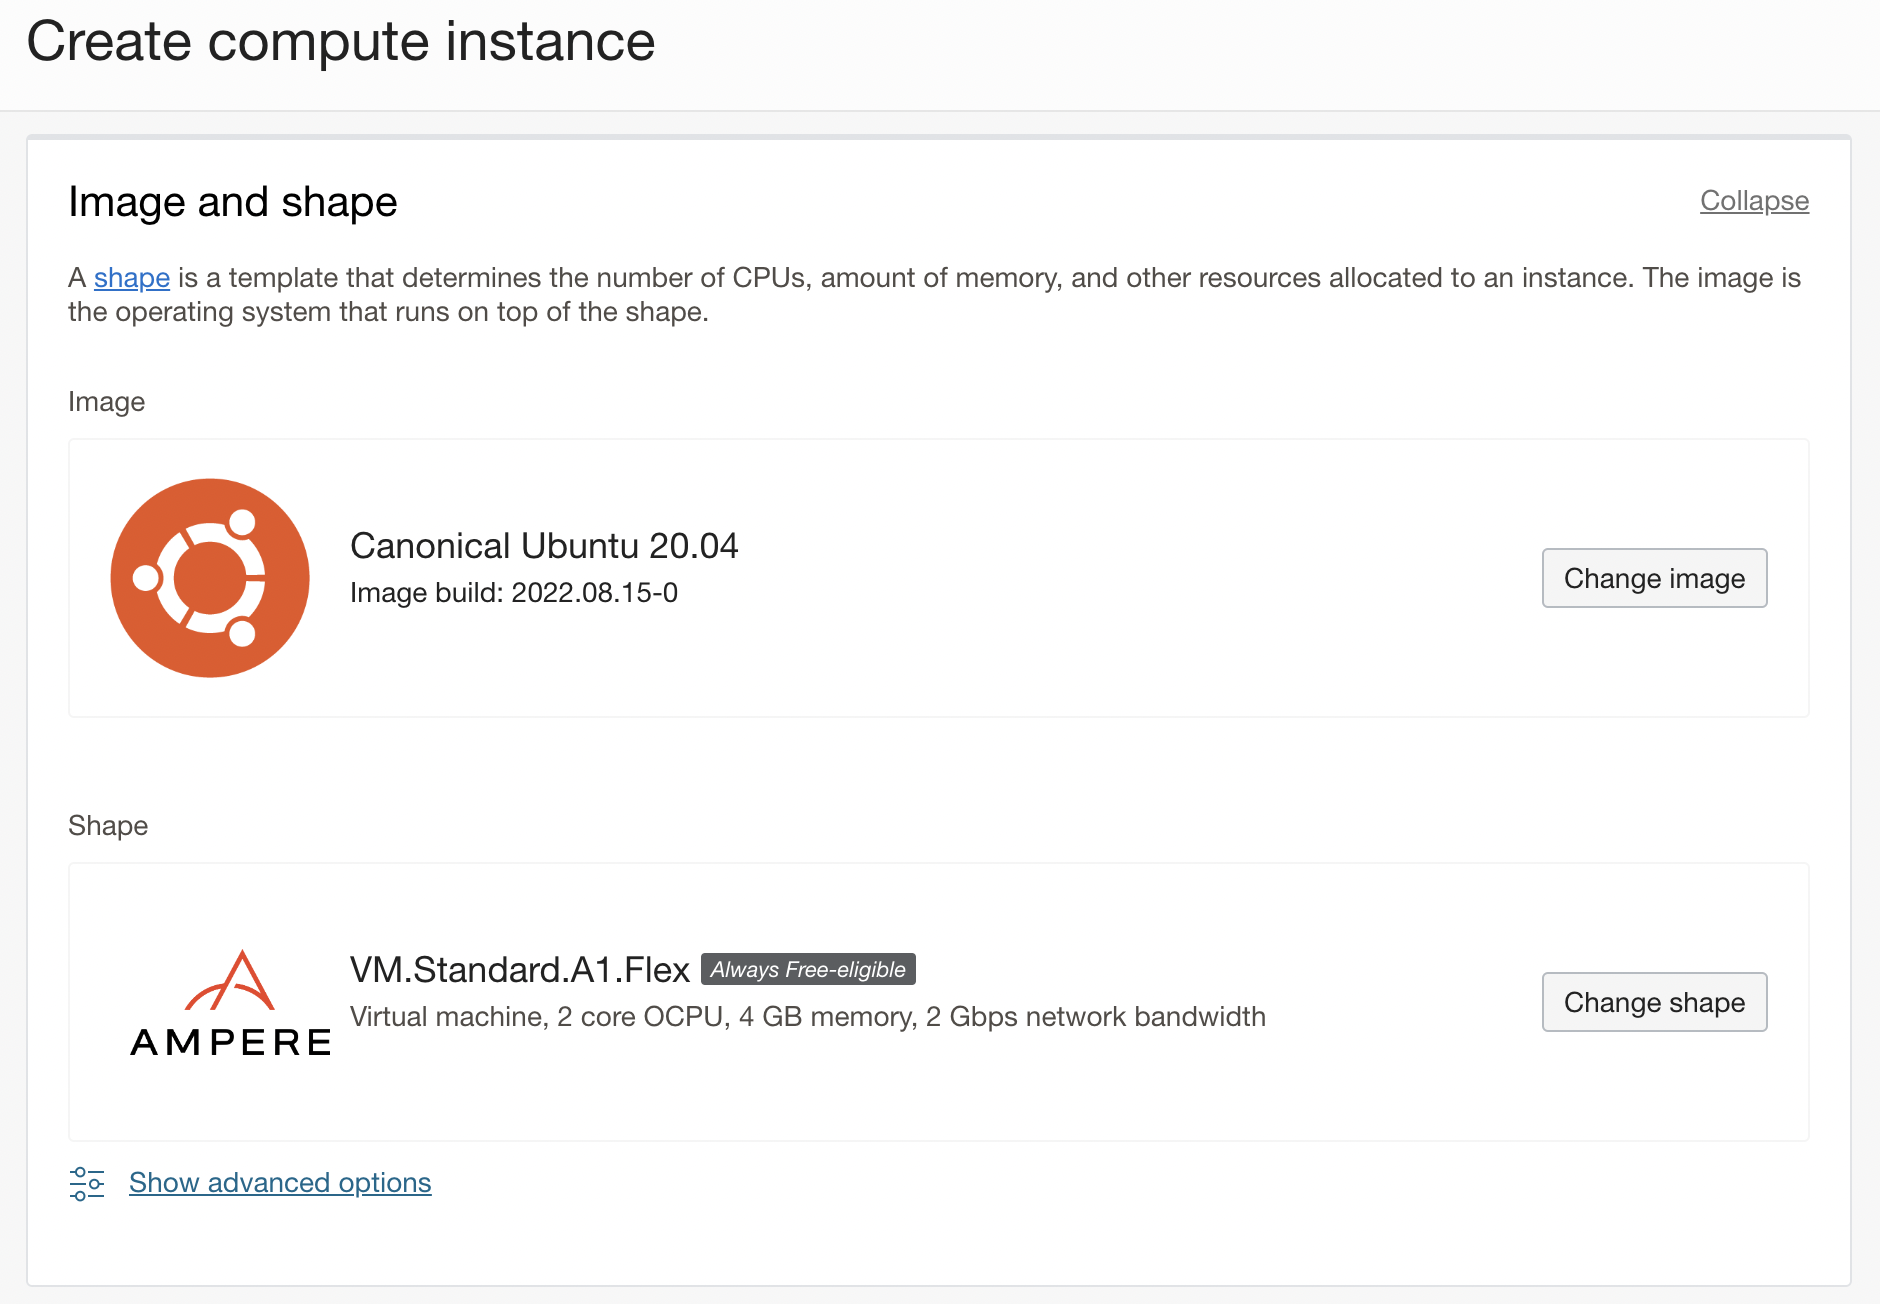 Create compute instance
Image and shape
Collapse
A shape is a template that determines the number of CPUs, amount of memory, and other resources allocated to an instance. The image is
the operating system that runs on top of the shape.
Image
Canonical Ubuntu 20.04
Image build: 2022.08.15-0
Change image
Shape
AMPERE
VM.Standard.A1.Flex Always Free-eligible
Virtual machine, 2 core OCPU, 4 GB memory, 2 Gbps network bandwidth
Change shape
Show advanced options